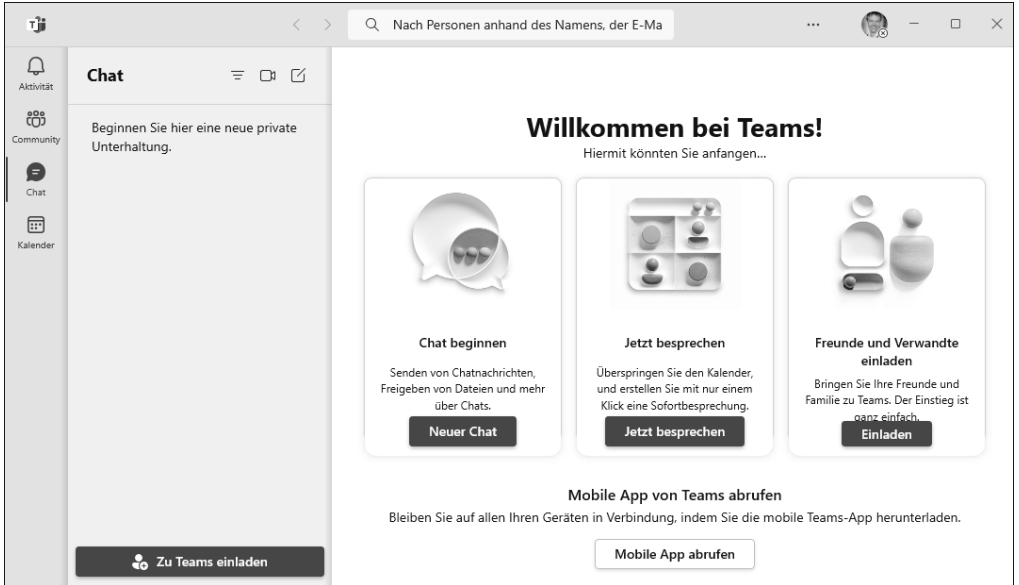 Nach Personen anhand des Namens, der E-Ma
Aktivität
Community
Chat
Kalender
Chat
Beginnen Sie hier eine neue private
Unterhaltung.
Zu Teams einladen
Willkommen bei Teams!
Hiermit könnten Sie anfangen...
Chat beginnen
Senden von Chatnachrichten,
Freigeben von Dateien und mehr
über Chats.
Neuer Chat
Jetzt besprechen
Überspringen Sie den Kalender,
und erstellen Sie mit nur einem
Klick eine Sofortbesprechung.
Jetzt besprechen
Freunde und Verwandte
einladen
Bringen Sie Ihre Freunde und
Familie zu Teams. Der Einstieg ist
ganz einfach.
Einladen
Mobile App von Teams abrufen
Bleiben Sie auf allen Ihren Geräten in Verbindung, indem Sie die mobile Teams-App herunterladen.
Mobile App abrufen